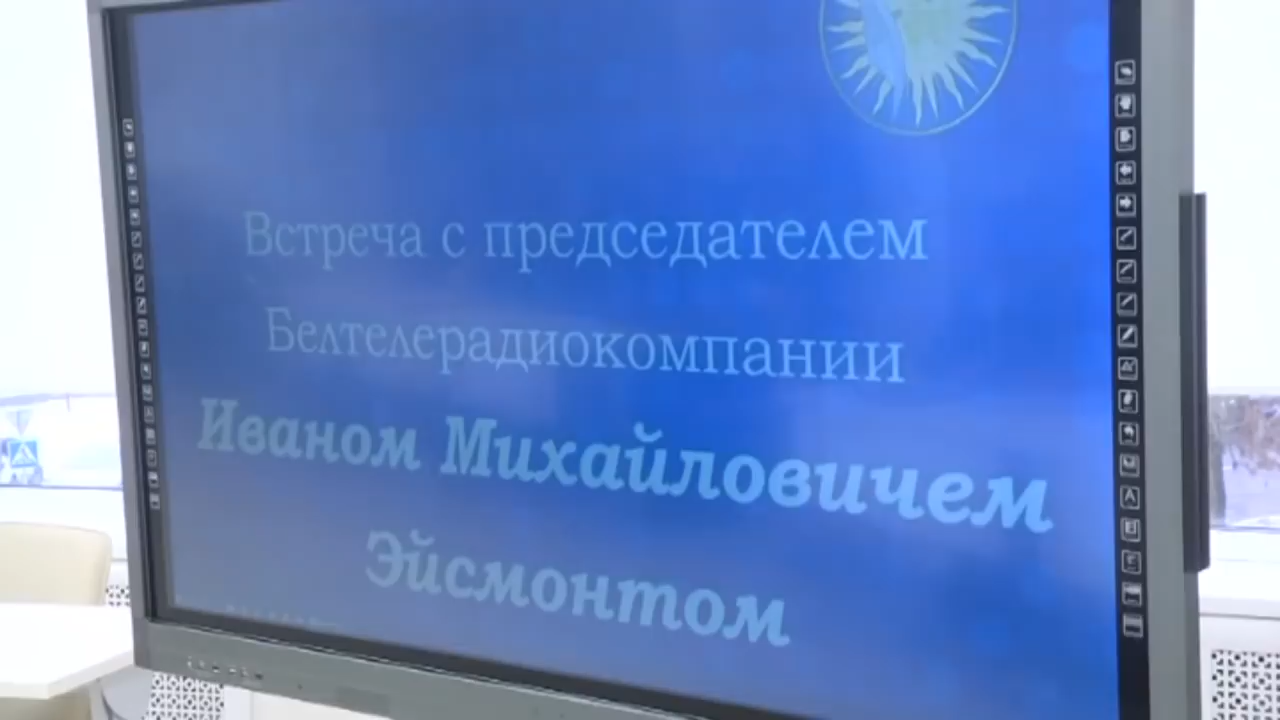 Встреча с председателем
Белтелерадиокомпании
Иваном Михайловичем
Эйсмонтом